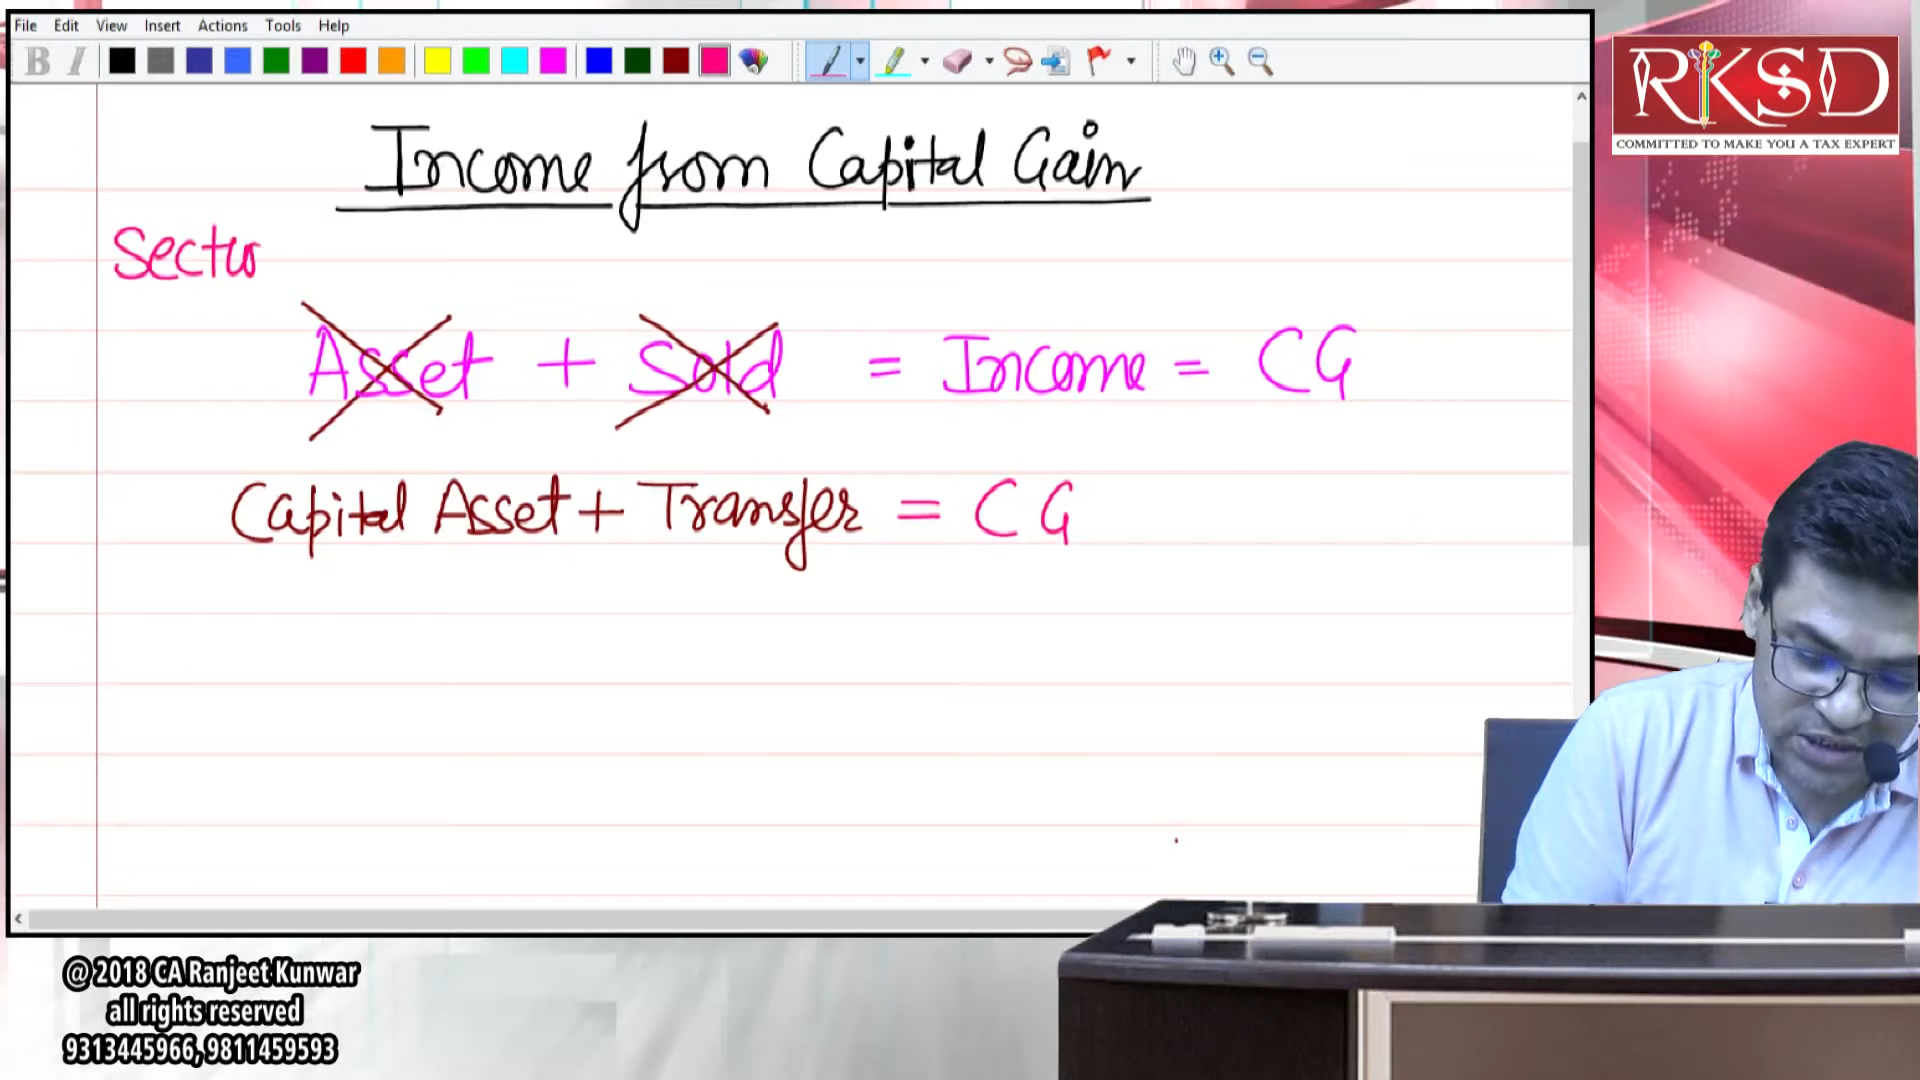 File Edit View Insert Actions Tools Help
B I
RKSD
COMMITTED TO MAKE YOU A TAX EXPERT
Income from Capital Gain
Sectio
Asset + Sold = Income = CG
Capital Asset + Transfer = CG
@ 2018 CA Ranjeet Kunwar
all rights reserved
9313445966, 9811459593